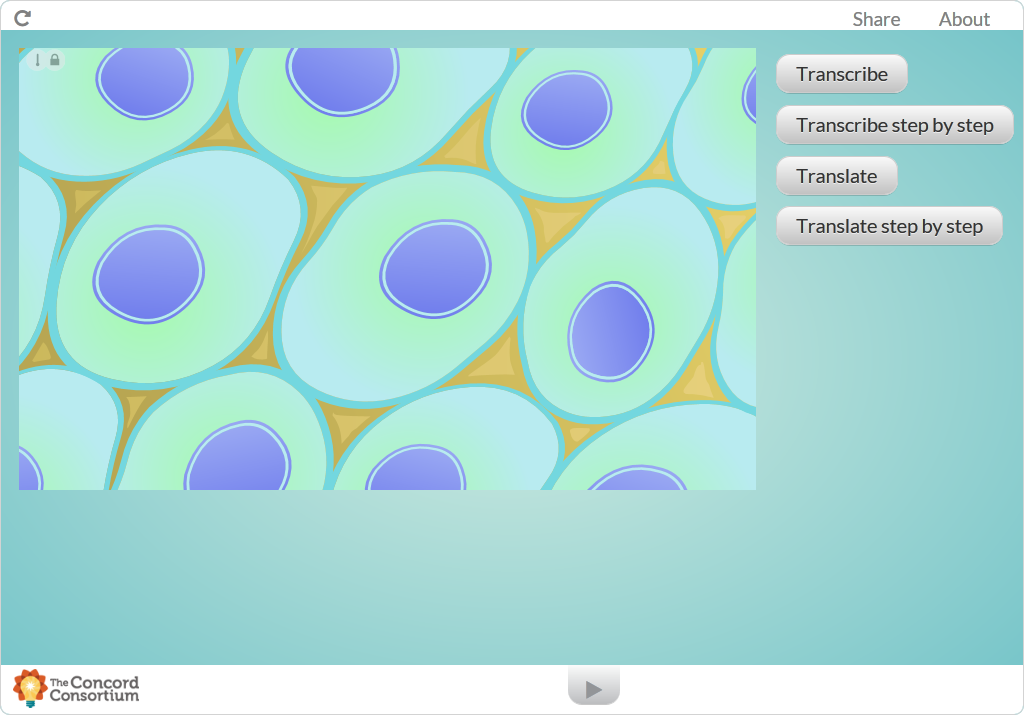 Share About
Transcribe
Transcribe step by step
Translate
Translate step by step
The Concord
Consortium